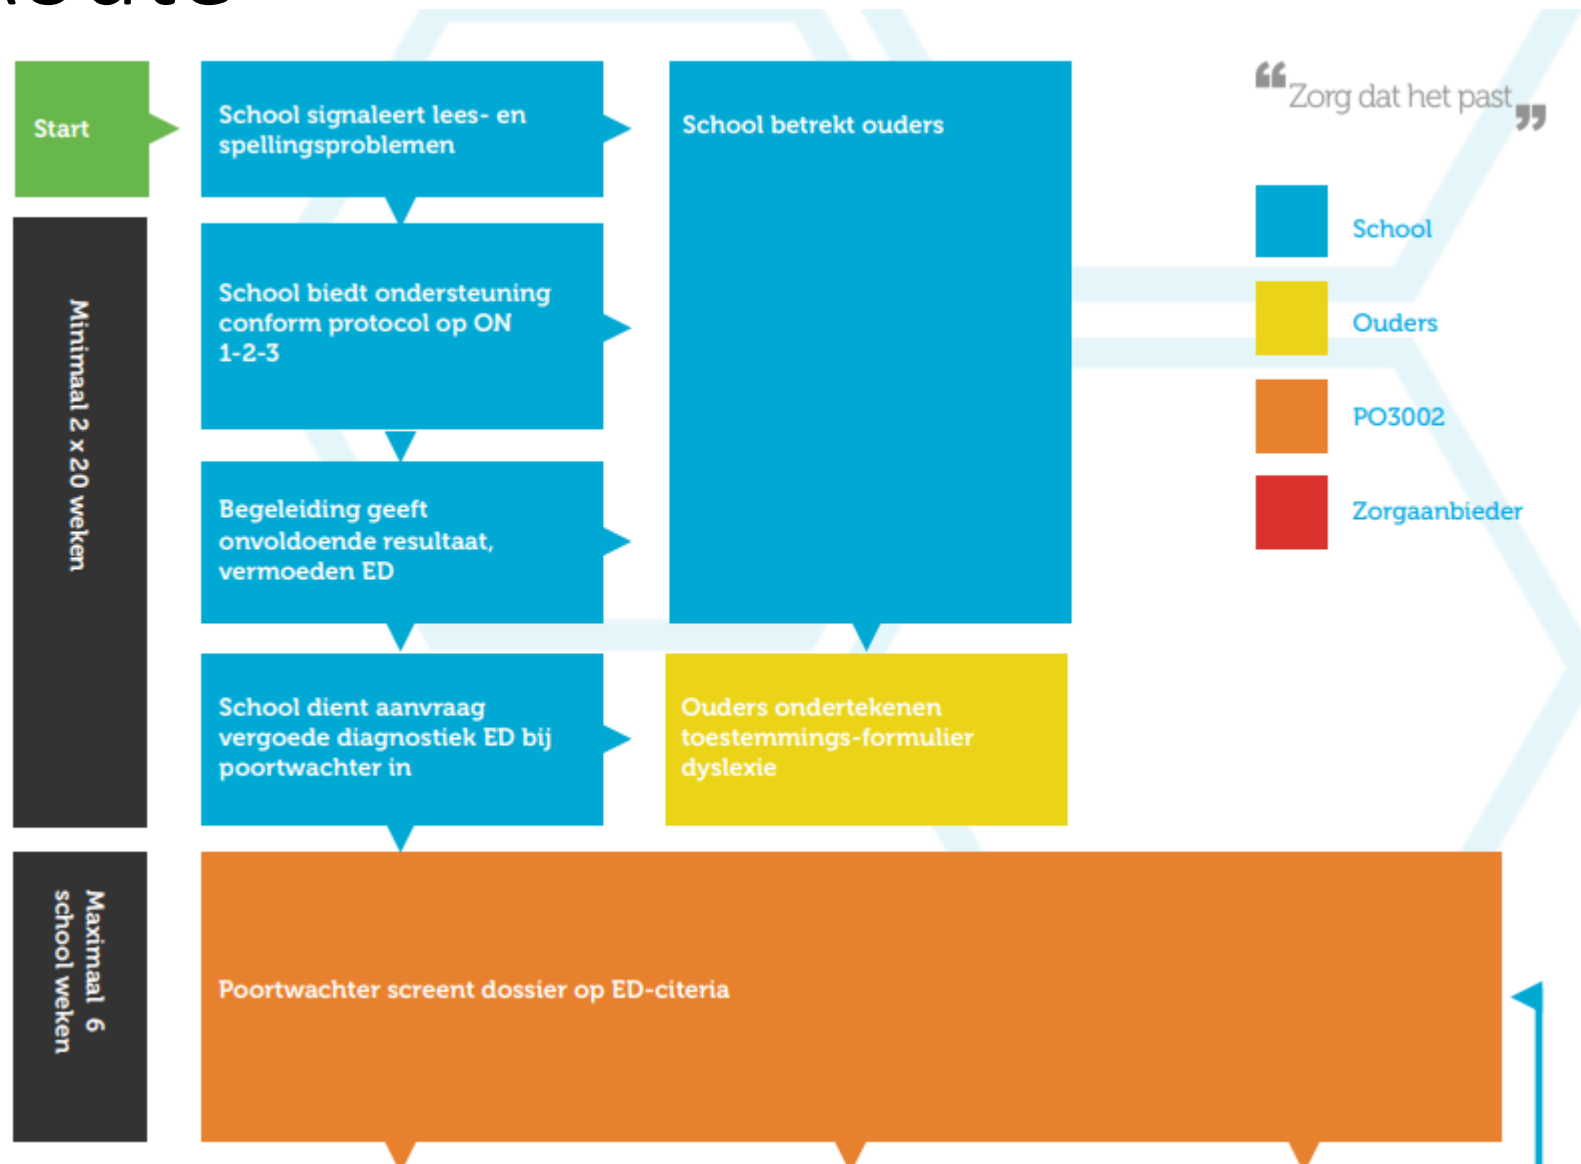 Start
School signaleert lees- en
spellingsproblemen
School betrekt ouders
“Zorg dat het past”
School
Ouders
PO3002
Zorgaanbieder
Minimaal 2 x 20 weken
School biedt ondersteuning
conform protocol op ON
1-2-3
Begeleiding geeft
onvoldoende resultaat,
vermoeden ED
School dient aanvraag
vergoede diagnostiek ED bij
poortwachter in
Ouders ondertekenen
toestemmings-formulier
dyslexie
Maximaal 6
school weken
Poortwachter screent dossier op ED-citeria